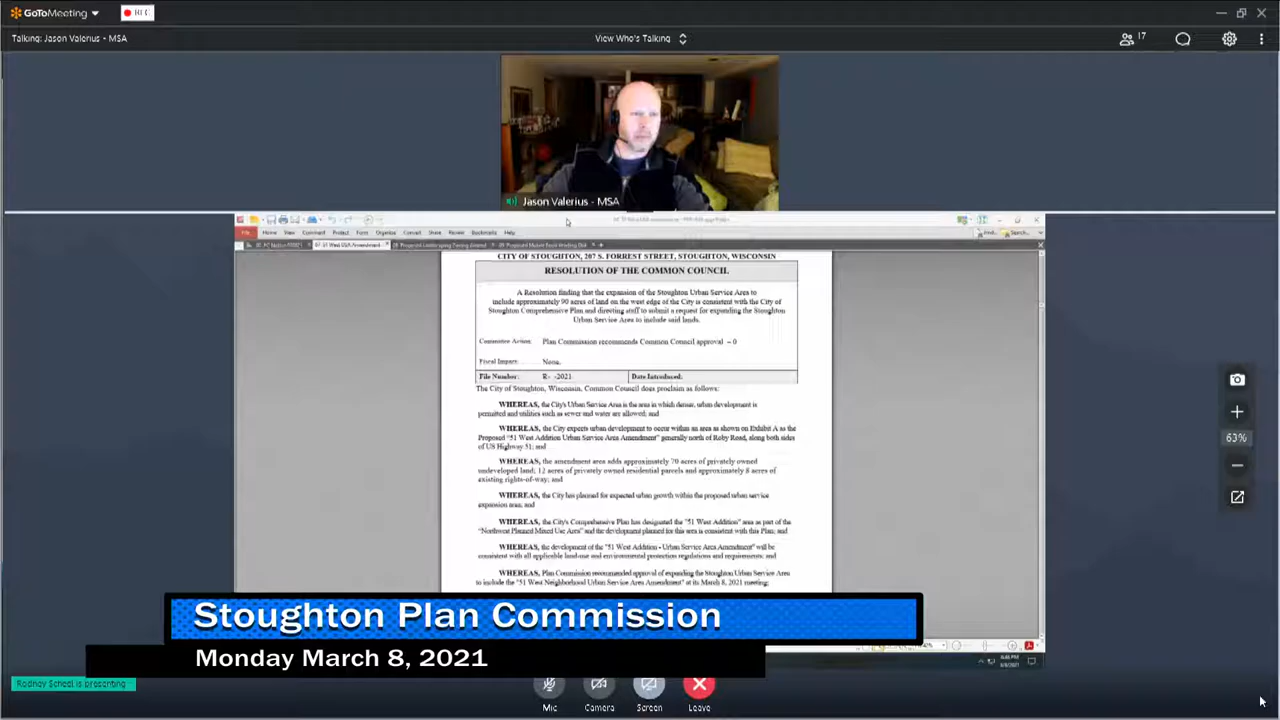 GoToMeeting
REC
Talking: Jason Valerius - MSA
View Who's Talking
17
Jason Valerius - MSA
File Home View Comment Protect Form Organize Convert Share Review Bookmarks Help
CITY OF STOUGHTON, 207 S. FORREST STREET, STOUGHTON, WISCONSIN
RESOLUTION OF THE COMMON COUNCIL
A Resolution finding that the expansion of the Stoughton Urban Service Area to
include approximately 90 acres of land on the west edge of the City is consistent with the City of
Stoughton Comprehensive Plan and directing staff to submit a request for expanding the Stoughton
Urban Service Area to include said lands.
Committee Action: Plan Commission recommends Common Council approval – 0
Fiscal Impact: None.
File Number: R- -2021 Date Introduced:
The City of Stoughton, Wisconsin, Common Council does proclaim as follows:
WHEREAS, the City's Urban Service Area is the area in which dense, urban development is
permitted and utilities such as sewer and water are allowed; and
WHEREAS, the City expects urban development to occur within an area as shown on Exhibit A as the
Proposed "51 West Addition Urban Service Area Amendment" generally north of Roby Road, along both sides
of US Highway 51; and
WHEREAS, the amendment area adds approximately 70 acres of privately owned
undeveloped land; 12 acres of privately owned residential parcels and approximately 8 acres of
existing rights-of-way; and
WHEREAS, the City has planned for expected urban growth within the proposed urban service
expansion area; and
WHEREAS, the City's Comprehensive Plan has designated the "51 West Addition" area as part of the
"Northwest Planned Mixed Use Area" and the development planned for this area is consistent with this Plan; and
WHEREAS, the development of the "51 West Addition - Urban Service Area Amendment" will be
consistent with all applicable land-use and environmental protection regulations and requirements; and
WHEREAS, Plan Commission recommended approval of expanding the Stoughton Urban Service Area
to include the "51 West Neighborhood Urban Service Area Amendment" at its March 8, 2021 meeting;
63%
Stoughton Plan Commission
Monday March 8, 2021
is presenting
Mic Camera Screen Leave